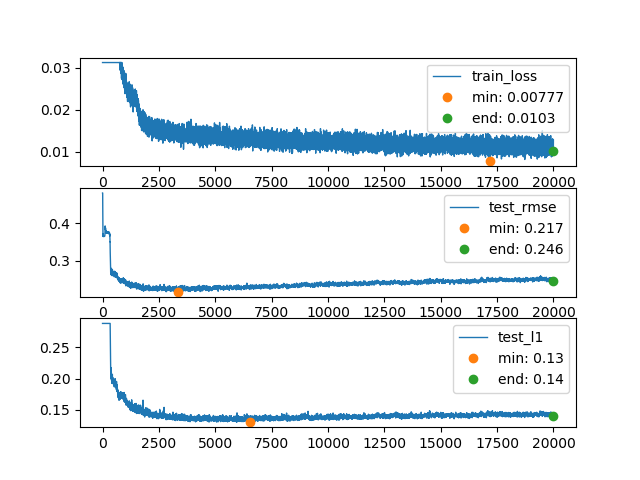 0.03
0.02
0.01
train_loss
min: 0.00777
end: 0.0103
0 2500 5000 7500 10000 12500 15000 17500 20000
0.4
0.3
test_rmse
min: 0.217
end: 0.246
0 2500 5000 7500 10000 12500 15000 17500 20000
0.25
0.20
0.15
test_l1
min: 0.13
end: 0.14
0 2500 5000 7500 10000 12500 15000 17500 20000